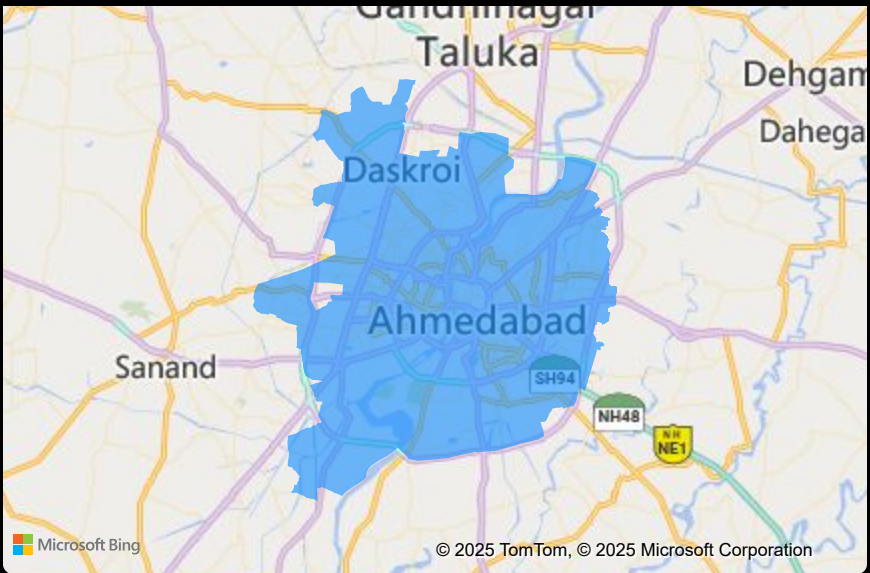 Gandhinagar
Taluka
Dehgam
Dahega
Daskroi
Ahmedabad
Sanand
SH94
NH48
NH
NE1
Microsoft Bing
© 2025 TomTom, © 2025 Microsoft Corporation